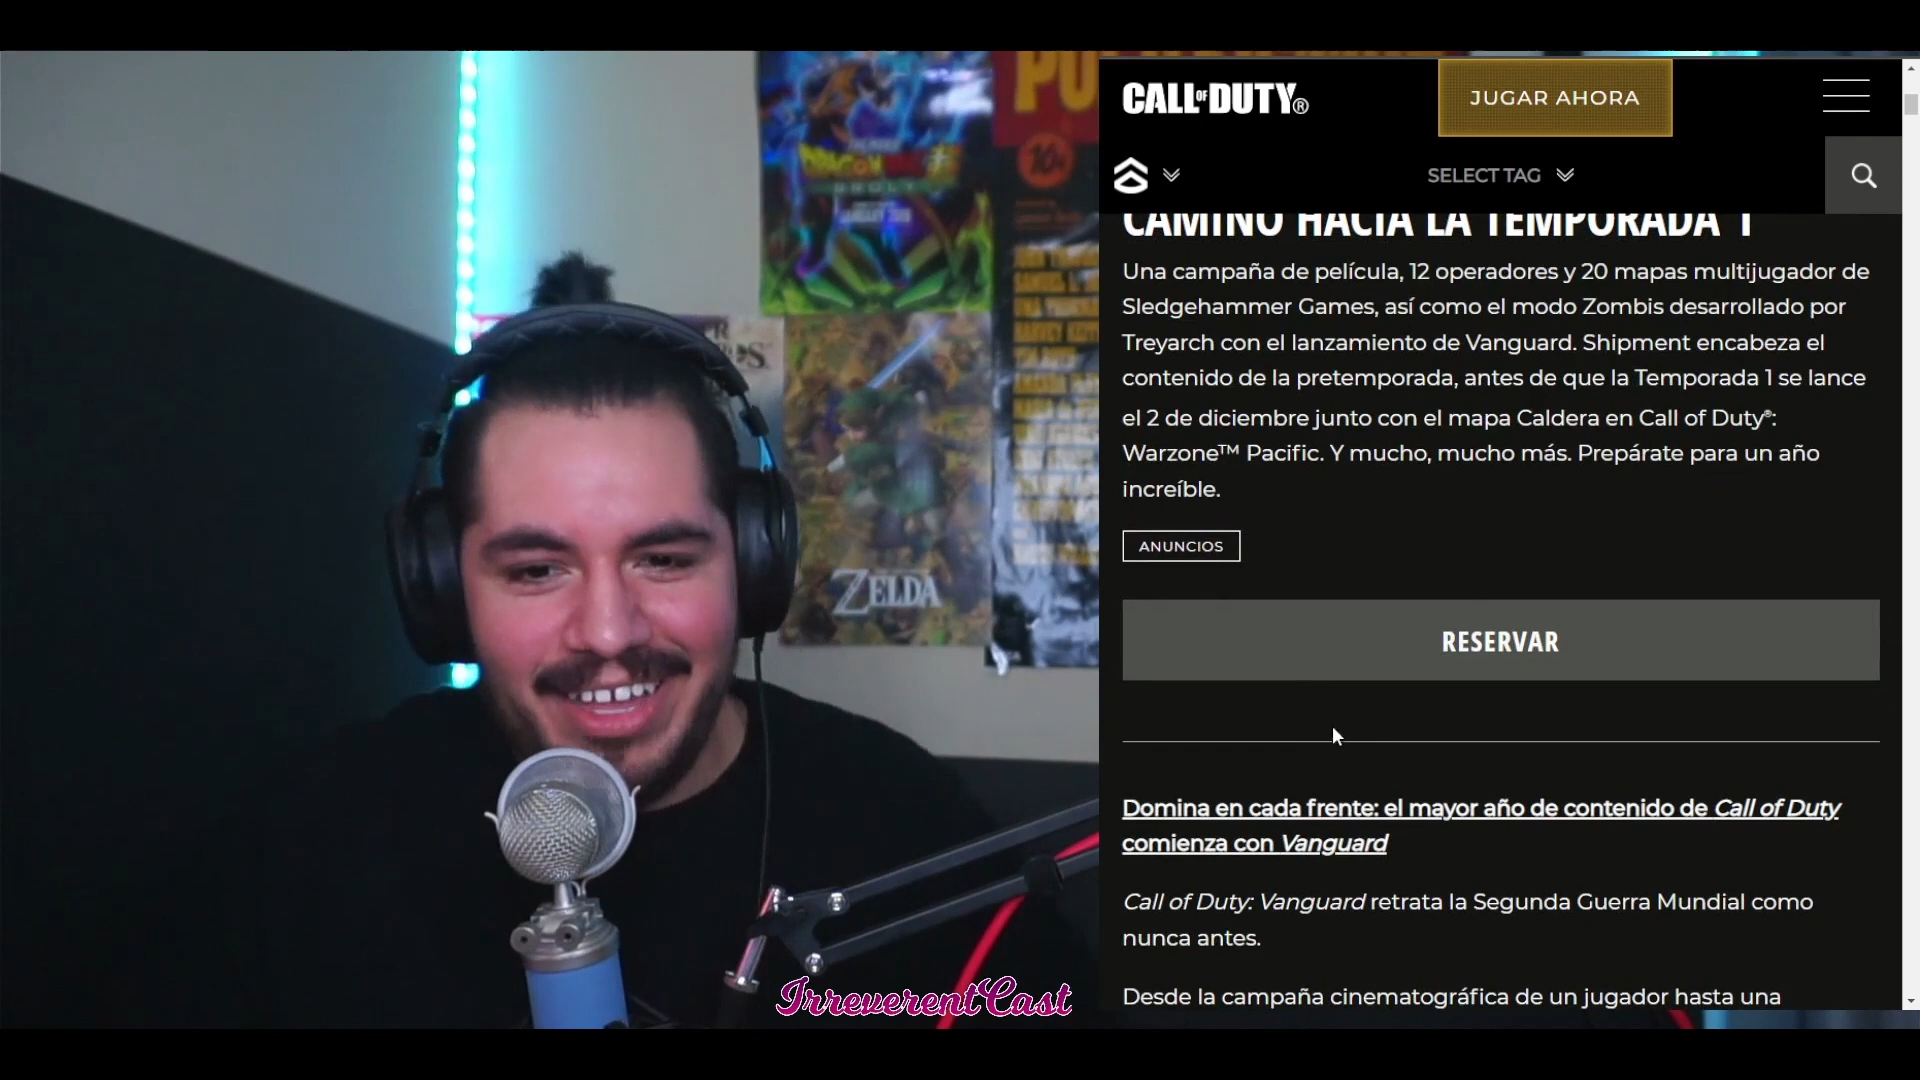 CALL OF DUTY®
JUGAR AHORA
SELECT TAG
CAMINO HACIA LA TEMPORADA 1
Una campaña de película, 12 operadores y 20 mapas multijugador de
Sledgehammer Games, así como el modo Zombis desarrollado por
Treyarch con el lanzamiento de Vanguard. Shipment encabeza el
contenido de la pretemporada, antes de que la Temporada 1 se lance
el 2 de diciembre junto con el mapa Caldera en Call of Duty®:
Warzone™ Pacific. Y mucho, mucho más. Prepárate para un año
increíble.
ANUNCIOS
RESERVAR
Domina en cada frente: el mayor año de contenido de Call of Duty
comienza con Vanguard
Call of Duty: Vanguard retrata la Segunda Guerra Mundial como
nunca antes.
Desde la campaña cinematográfica de un jugador hasta una
DRAGON BALL
BROLY
PU
10¢
ZELDA
IrreverentCast